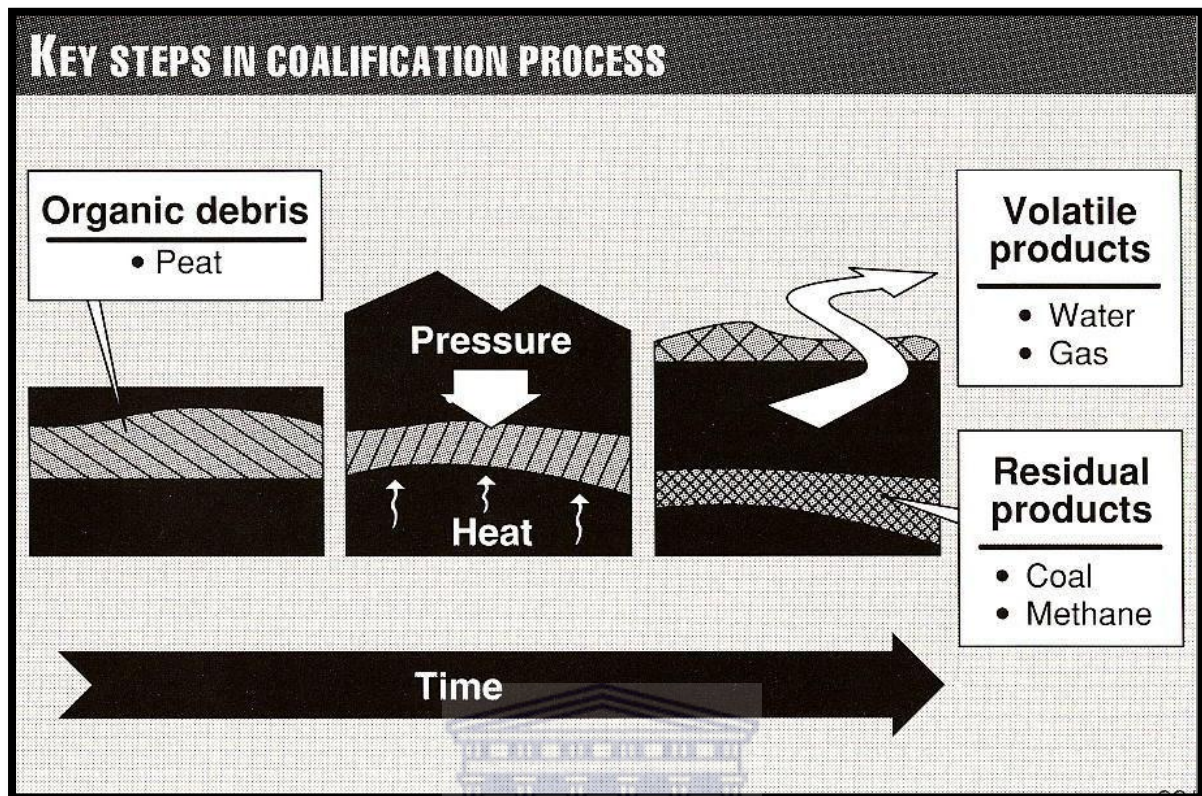 KEY STEPS IN COALIFICATION PROCESS
Organic debris
• Peat
Pressure
Heat
Volatile
products
• Water
• Gas
Residual
products
• Coal
• Methane
Time